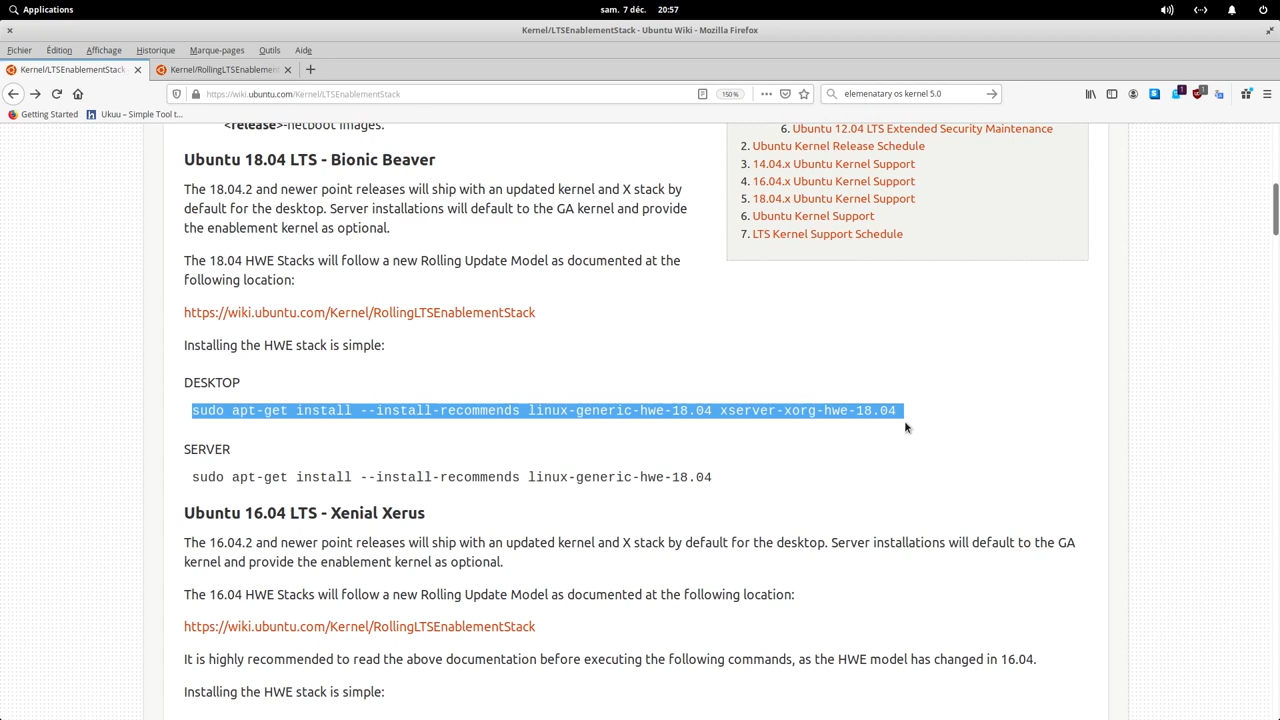 Applications
sam. 7 déc. 20:57
Kernel/LTSEnablementStack - Ubuntu Wiki - Mozilla Firefox
Fichier Édition Affichage Historique Marque-pages Outils Aide
Kernel/LTSEnablementStack
Kernel/RollingLTSEnablemen
https://wiki.ubuntu.com/Kernel/LTSEnablementStack
150 %
elemenatary os kernel 5.0
1
1
Getting Started
Ukuu – Simple Tool t...
<release>-netboot images.
Ubuntu 18.04 LTS - Bionic Beaver
The 18.04.2 and newer point releases will ship with an updated kernel and X stack by
default for the desktop. Server installations will default to the GA kernel and provide
the enablement kernel as optional.
The 18.04 HWE Stacks will follow a new Rolling Update Model as documented at the
following location:
https://wiki.ubuntu.com/Kernel/RollingLTSEnablementStack
6. Ubuntu 12.04 LTS Extended Security Maintenance
2. Ubuntu Kernel Release Schedule
3. 14.04.x Ubuntu Kernel Support
4. 16.04.x Ubuntu Kernel Support
5. 18.04.x Ubuntu Kernel Support
6. Ubuntu Kernel Support
7. LTS Kernel Support Schedule
Installing the HWE stack is simple:
DESKTOP
sudo apt-get install --install-recommends linux-generic-hwe-18.04 xserver-xorg-hwe-18.04
SERVER
sudo apt-get install --install-recommends linux-generic-hwe-18.04
Ubuntu 16.04 LTS - Xenial Xerus
The 16.04.2 and newer point releases will ship with an updated kernel and X stack by default for the desktop. Server installations will default to the GA
kernel and provide the enablement kernel as optional.
The 16.04 HWE Stacks will follow a new Rolling Update Model as documented at the following location:
https://wiki.ubuntu.com/Kernel/RollingLTSEnablementStack
It is highly recommended to read the above documentation before executing the following commands, as the HWE model has changed in 16.04.
Installing the HWE stack is simple: